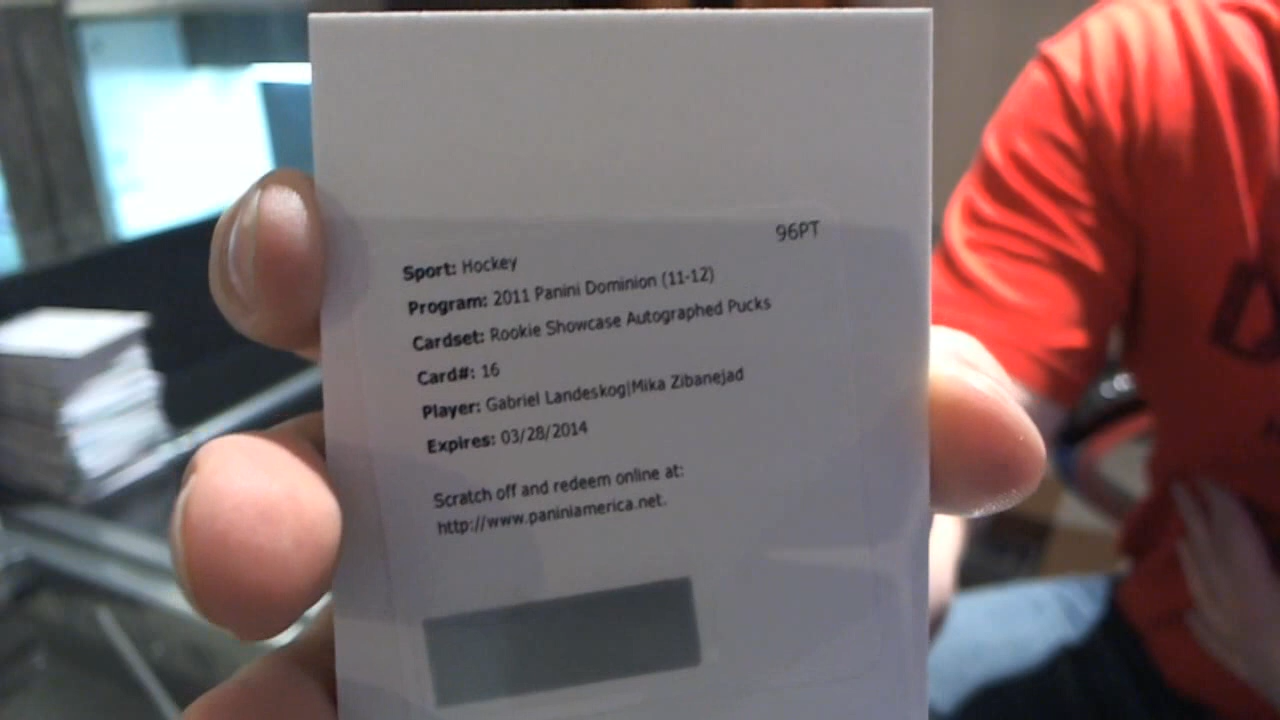 96PT
Sport: Hockey
Program: 2011 Panini Dominion (11-12)
Cardset: Rookie Showcase Autographed Pucks
Card#: 16
Player: Gabriel Landeskog|Mika Zibanejad
Expires: 03/28/2014
Scratch off and redeem online at:
http://www.paniniamerica.net.